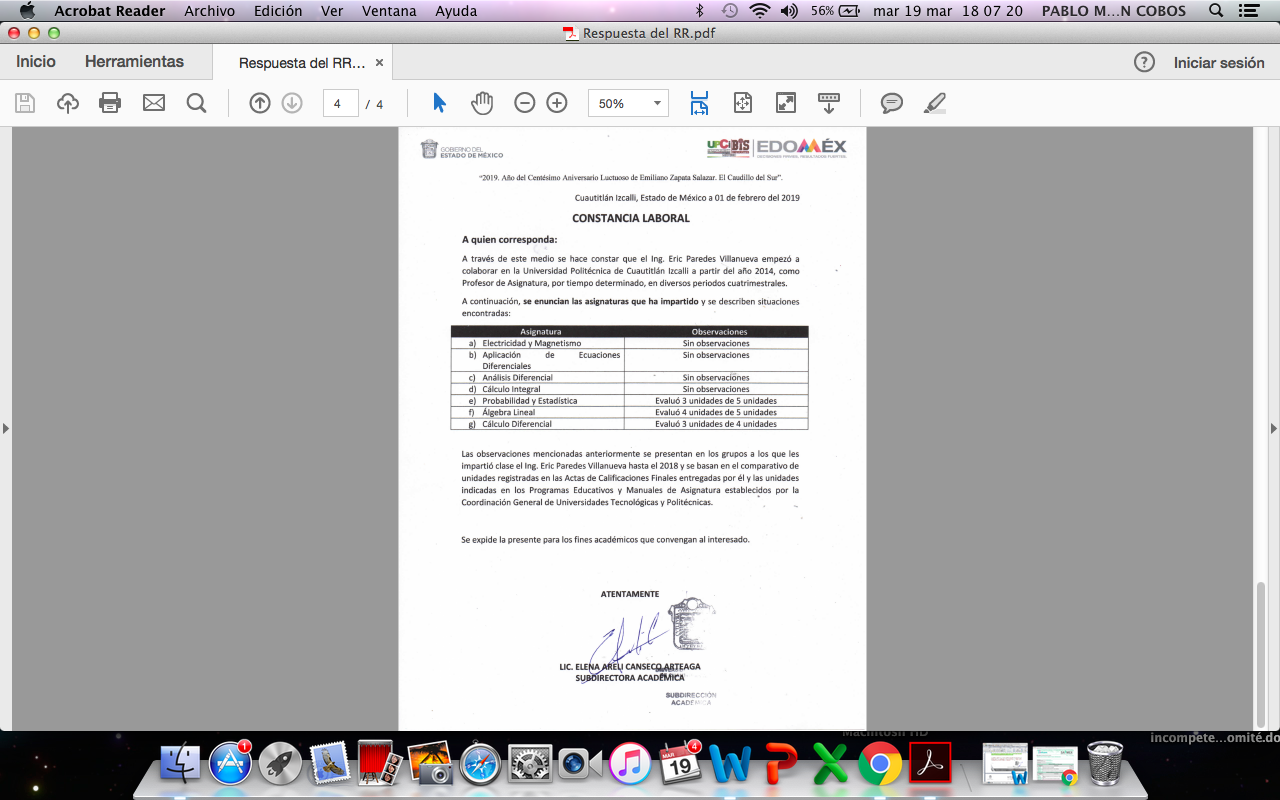 Acrobat Reader Archivo Edición Ver Ventana Ayuda 56% mar 19 mar 18 07 20 PABLO M...N COBOS
Respuesta del RR.pdf
Inicio Herramientas Respuesta del RR... × ? Iniciar sesión
4 / 4 50%
GOBIERNO DEL
ESTADO DE MÉXICO
EDOMÉX
DECISIONES FIRMES, RESULTADOS FUERTES.
"2019. Año del Centésimo Aniversario Luctuoso de Emiliano Zapata Salazar. El Caudillo del Sur".
Cuautitlán Izcalli, Estado de México a 01 de febrero del 2019
CONSTANCIA LABORAL
A quien corresponda:
A través de este medio se hace constar que el Ing. Eric Paredes Villanueva empezó a
colaborar en la Universidad Politécnica de Cuautitlán Izcalli a partir del año 2014, como
Profesor de Asignatura, por tiempo determinado, en diversos periodos cuatrimestrales.
A continuación, se enuncian las asignaturas que ha impartido y se describen situaciones
encontradas:
Asignatura Observaciones
a) Electricidad y Magnetismo Sin observaciones
b) Aplicación de Ecuaciones Sin observaciones
Diferenciales
c) Análisis Diferencial Sin observaciones
d) Cálculo Integral Sin observaciones
e) Probabilidad y Estadística Evaluó 3 unidades de 5 unidades
f) Álgebra Lineal Evaluó 4 unidades de 5 unidades
g) Cálculo Diferencial Evaluó 3 unidades de 4 unidades
Las observaciones mencionadas anteriormente se presentan en los grupos a los que les
impartió clase el Ing. Eric Paredes Villanueva hasta el 2018 y se basan en el comparativo de
unidades registradas en las Actas de Calificaciones Finales entregadas por él y las unidades
indicadas en los Programas Educativos y Manuales de Asignatura establecidos por la
Coordinación General de Universidades Tecnológicas y Politécnicas.
Se expide la presente para los fines académicos que convengan al interesado.
ATENTAMENTE
LIC. ELENA ARELI CANSECO ARTEAGA
SUBDIRECTORA ACADÉMICA
SUBDIRECCIÓN
ACADÉMICA
Macintosh HD
incompete...omité.do
1
MAR
19
4